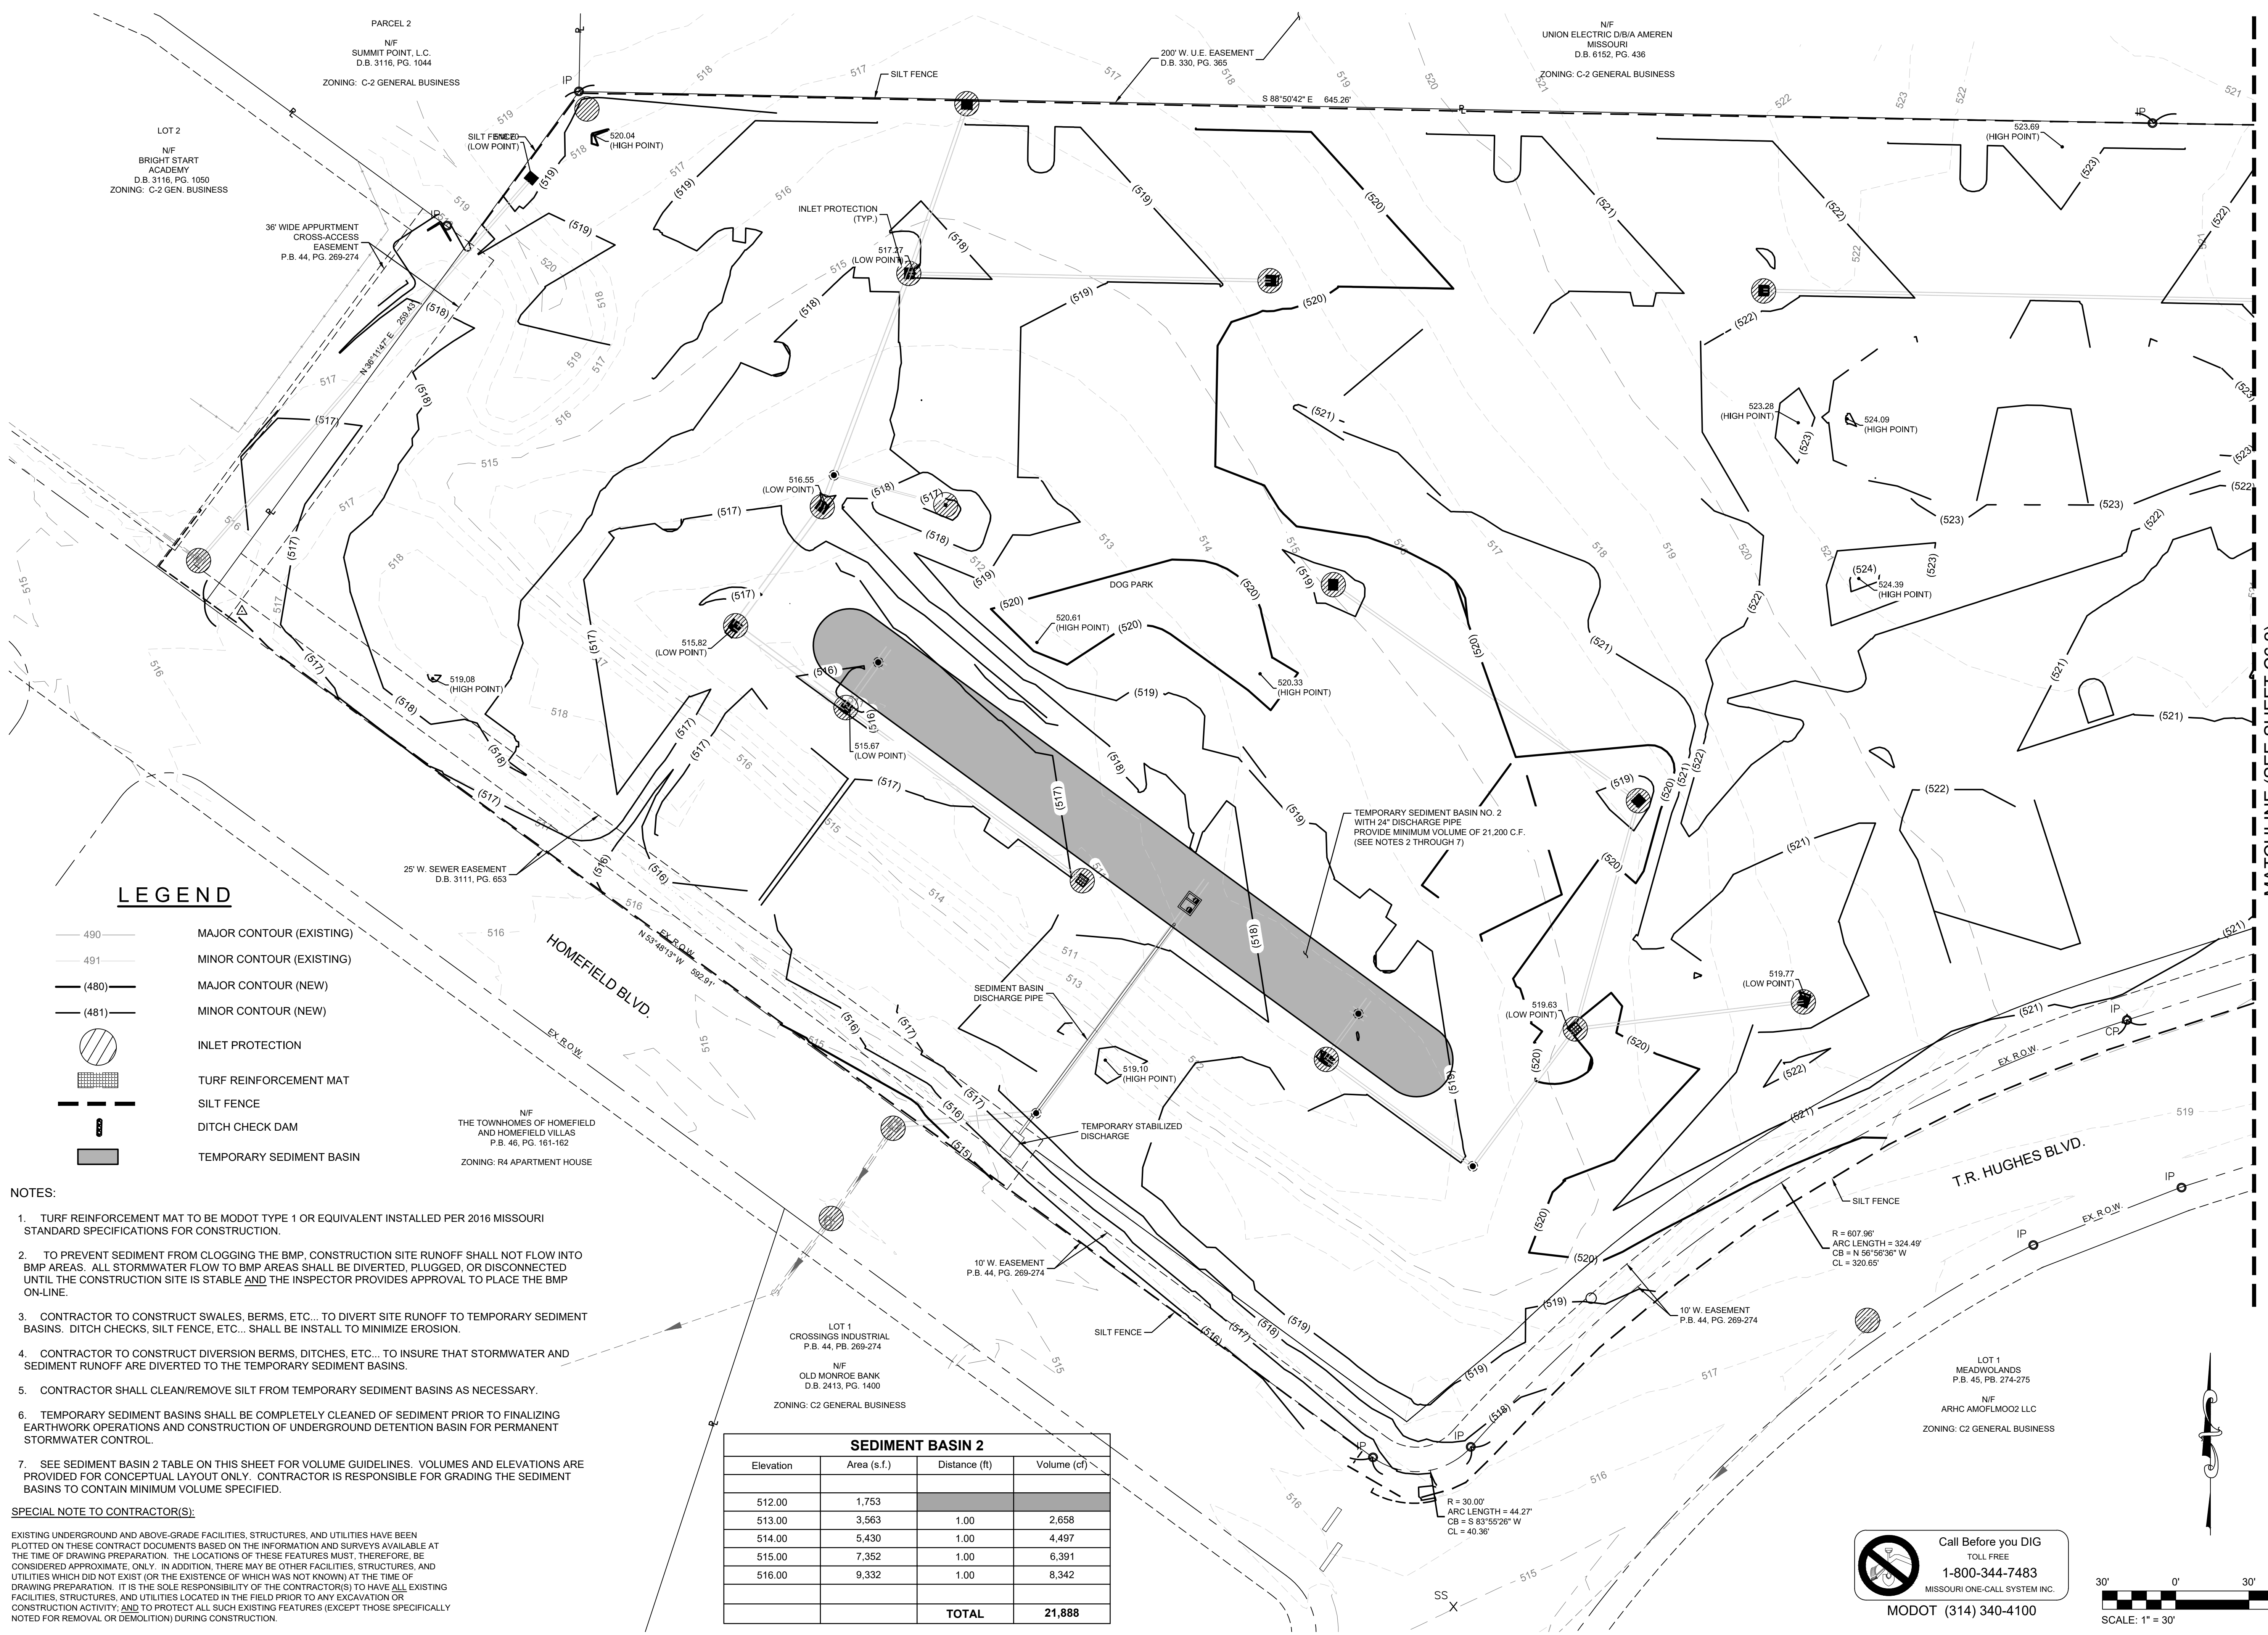 PARCEL 2
N/F
SUMMIT POINT, L.C.
D.B. 3116, PG. 1044
ZONING: C-2 GENERAL BUSINESS
LOT 2
N/F
BRIGHT START
ACADEMY
D.B. 3116, PG. 1050
ZONING: C-2 GEN. BUSINESS
N/F
UNION ELECTRIC D/B/A AMEREN
MISSOURI
D.B. 6152, PG. 436
ZONING: C-2 GENERAL BUSINESS
200' W. U.E. EASEMENT
D.B. 330, PG. 365
SILT FENCE
S 88°50'42" E 645.26'
IP
IP
IP
SILT FENCE
(LOW POINT)
520.04
(HIGH POINT)
523.69
(HIGH POINT)
INLET PROTECTION
(TYP.)
517.27
(LOW POINT)
36' WIDE APPURTMENT
CROSS-ACCESS
EASEMENT
P.B. 44, PG. 269-274
N 36°11'47" E 259.43'
516.55
(LOW POINT)
523.28
(HIGH POINT)
524.09
(HIGH POINT)
524.39
(HIGH POINT)
DOG PARK
520.61
(HIGH POINT)
520.33
(HIGH POINT)
515.82
(LOW POINT)
519.08
(HIGH POINT)
515.67
(LOW POINT)
TEMPORARY SEDIMENT BASIN NO. 2
WITH 24" DISCHARGE PIPE
PROVIDE MINIMUM VOLUME OF 21,200 C.F.
(SEE NOTES 2 THROUGH 7)
25' W. SEWER EASEMENT
D.B. 3111, PG. 653
EX. R.O.W.
N 53°48'13" W 592.91'
HOMEFIELD BLVD.
EX. R.O.W.
SEDIMENT BASIN
DISCHARGE PIPE
519.10
(HIGH POINT)
519.63
(LOW POINT)
519.77
(LOW POINT)
TEMPORARY STABILIZED
DISCHARGE
IP
CP
EX. R.O.W.
T.R. HUGHES BLVD.
SILT FENCE
IP
EX. R.O.W.
IP
R = 607.96'
ARC LENGTH = 324.49'
CB = N 56°56'36" W
CL = 320.65'
10' W. EASEMENT
P.B. 44, PG. 269-274
10' W. EASEMENT
P.B. 44, PG. 269-274
SILT FENCE
IP
IP
R = 30.00'
ARC LENGTH = 44.27'
CB = S 83°55'26" W
CL = 40.36'
LOT 1
MEADWOLANDS
P.B. 45, PB. 274-275
N/F
ARHC AMOFLMOO2 LLC
ZONING: C2 GENERAL BUSINESS
LOT 1
CROSSINGS INDUSTRIAL
P.B. 44, PB. 269-274
N/F
OLD MONROE BANK
D.B. 2413, PG. 1400
ZONING: C2 GENERAL BUSINESS
N/F
THE TOWNHOMES OF HOMEFIELD
AND HOMEFIELD VILLAS
P.B. 46, PG. 161-162
ZONING: R4 APARTMENT HOUSE
LEGEND
490 MAJOR CONTOUR (EXISTING)
491 MINOR CONTOUR (EXISTING)
(480) MAJOR CONTOUR (NEW)
(481) MINOR CONTOUR (NEW)
INLET PROTECTION
TURF REINFORCEMENT MAT
SILT FENCE
DITCH CHECK DAM
TEMPORARY SEDIMENT BASIN
NOTES:
1. TURF REINFORCEMENT MAT TO BE MODOT TYPE 1 OR EQUIVALENT INSTALLED PER 2016 MISSOURI
STANDARD SPECIFICATIONS FOR CONSTRUCTION.
2. TO PREVENT SEDIMENT FROM CLOGGING THE BMP, CONSTRUCTION SITE RUNOFF SHALL NOT FLOW INTO
BMP AREAS. ALL STORMWATER FLOW TO BMP AREAS SHALL BE DIVERTED, PLUGGED, OR DISCONNECTED
UNTIL THE CONSTRUCTION SITE IS STABLE AND THE INSPECTOR PROVIDES APPROVAL TO PLACE THE BMP
ON-LINE.
3. CONTRACTOR TO CONSTRUCT SWALES, BERMS, ETC... TO DIVERT SITE RUNOFF TO TEMPORARY SEDIMENT
BASINS. DITCH CHECKS, SILT FENCE, ETC... SHALL BE INSTALL TO MINIMIZE EROSION.
4. CONTRACTOR TO CONSTRUCT DIVERSION BERMS, DITCHES, ETC... TO INSURE THAT STORMWATER AND
SEDIMENT RUNOFF ARE DIVERTED TO THE TEMPORARY SEDIMENT BASINS.
5. CONTRACTOR SHALL CLEAN/REMOVE SILT FROM TEMPORARY SEDIMENT BASINS AS NECESSARY.
6. TEMPORARY SEDIMENT BASINS SHALL BE COMPLETELY CLEANED OF SEDIMENT PRIOR TO FINALIZING
EARTHWORK OPERATIONS AND CONSTRUCTION OF UNDERGROUND DETENTION BASIN FOR PERMANENT
STORMWATER CONTROL.
7. SEE SEDIMENT BASIN 2 TABLE ON THIS SHEET FOR VOLUME GUIDELINES. VOLUMES AND ELEVATIONS ARE
PROVIDED FOR CONCEPTUAL LAYOUT ONLY. CONTRACTOR IS RESPONSIBLE FOR GRADING THE SEDIMENT
BASINS TO CONTAIN MINIMUM VOLUME SPECIFIED.
SPECIAL NOTE TO CONTRACTOR(S):
EXISTING UNDERGROUND AND ABOVE-GRADE FACILITIES, STRUCTURES, AND UTILITIES HAVE BEEN
PLOTTED ON THESE CONTRACT DOCUMENTS BASED ON THE INFORMATION AND SURVEYS AVAILABLE AT
THE TIME OF DRAWING PREPARATION. THE LOCATIONS OF THESE FEATURES MUST, THEREFORE, BE
CONSIDERED APPROXIMATE, ONLY. IN ADDITION, THERE MAY BE OTHER FACILITIES, STRUCTURES, AND
UTILITIES WHICH DID NOT EXIST (OR THE EXISTENCE OF WHICH WAS NOT KNOWN) AT THE TIME OF
DRAWING PREPARATION. IT IS THE SOLE RESPONSIBILITY OF THE CONTRACTOR(S) TO HAVE ALL EXISTING
FACILITIES, STRUCTURES, AND UTILITIES LOCATED IN THE FIELD PRIOR TO ANY EXCAVATION OR
CONSTRUCTION ACTIVITY; AND TO PROTECT ALL SUCH EXISTING FEATURES (EXCEPT THOSE SPECIFICALLY
NOTED FOR REMOVAL OR DEMOLITION) DURING CONSTRUCTION.
SEDIMENT BASIN 2
Elevation Area (s.f.) Distance (ft) Volume (cf)
512.00 1,753
513.00 3,563 1.00 2,658
514.00 5,430 1.00 4,497
515.00 7,352 1.00 6,391
516.00 9,332 1.00 8,342
TOTAL 21,888
SS
Call Before you DIG
TOLL FREE
1-800-344-7483
MISSOURI ONE-CALL SYSTEM INC.
MODOT (314) 340-4100
30' 0' 30'
SCALE: 1" = 30'